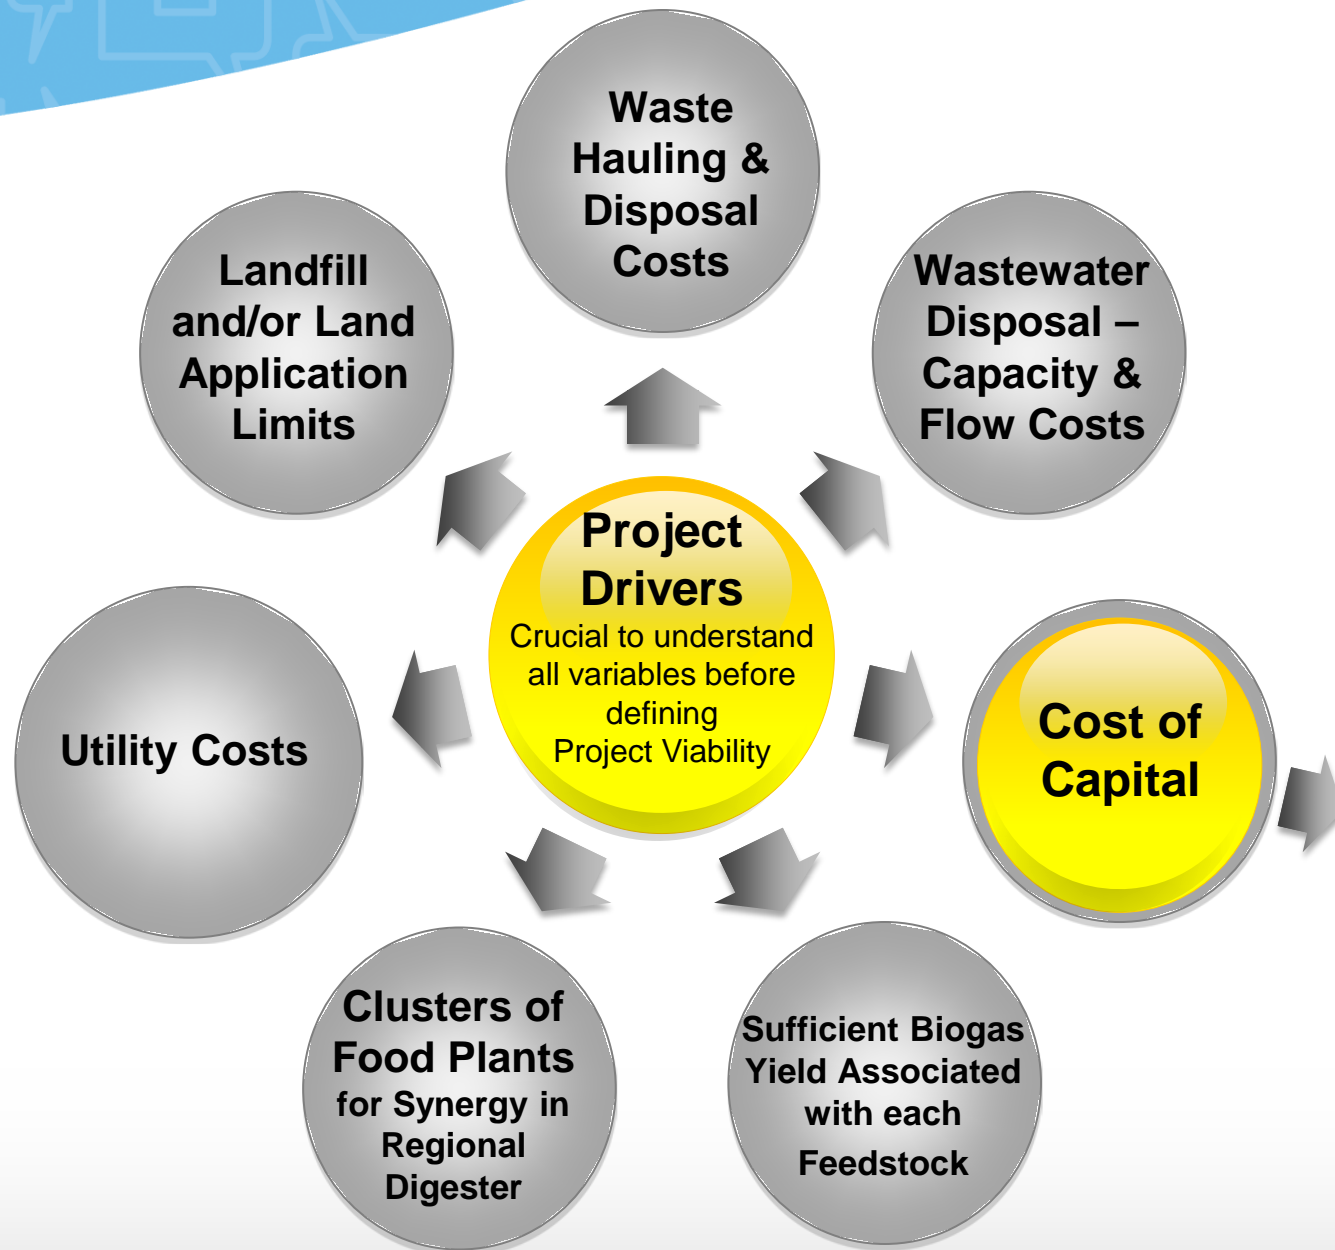 Waste
Hauling &
Disposal
Costs
Landfill
and/or Land
Application
Limits
Wastewater
Disposal –
Capacity &
Flow Costs
Project
Drivers
Crucial to understand
all variables before
defining
Project Viability
Utility Costs
Cost of
Capital
Clusters of
Food Plants
for Synergy in
Regional
Digester
Sufficient Biogas
Yield Associated
with each
Feedstock